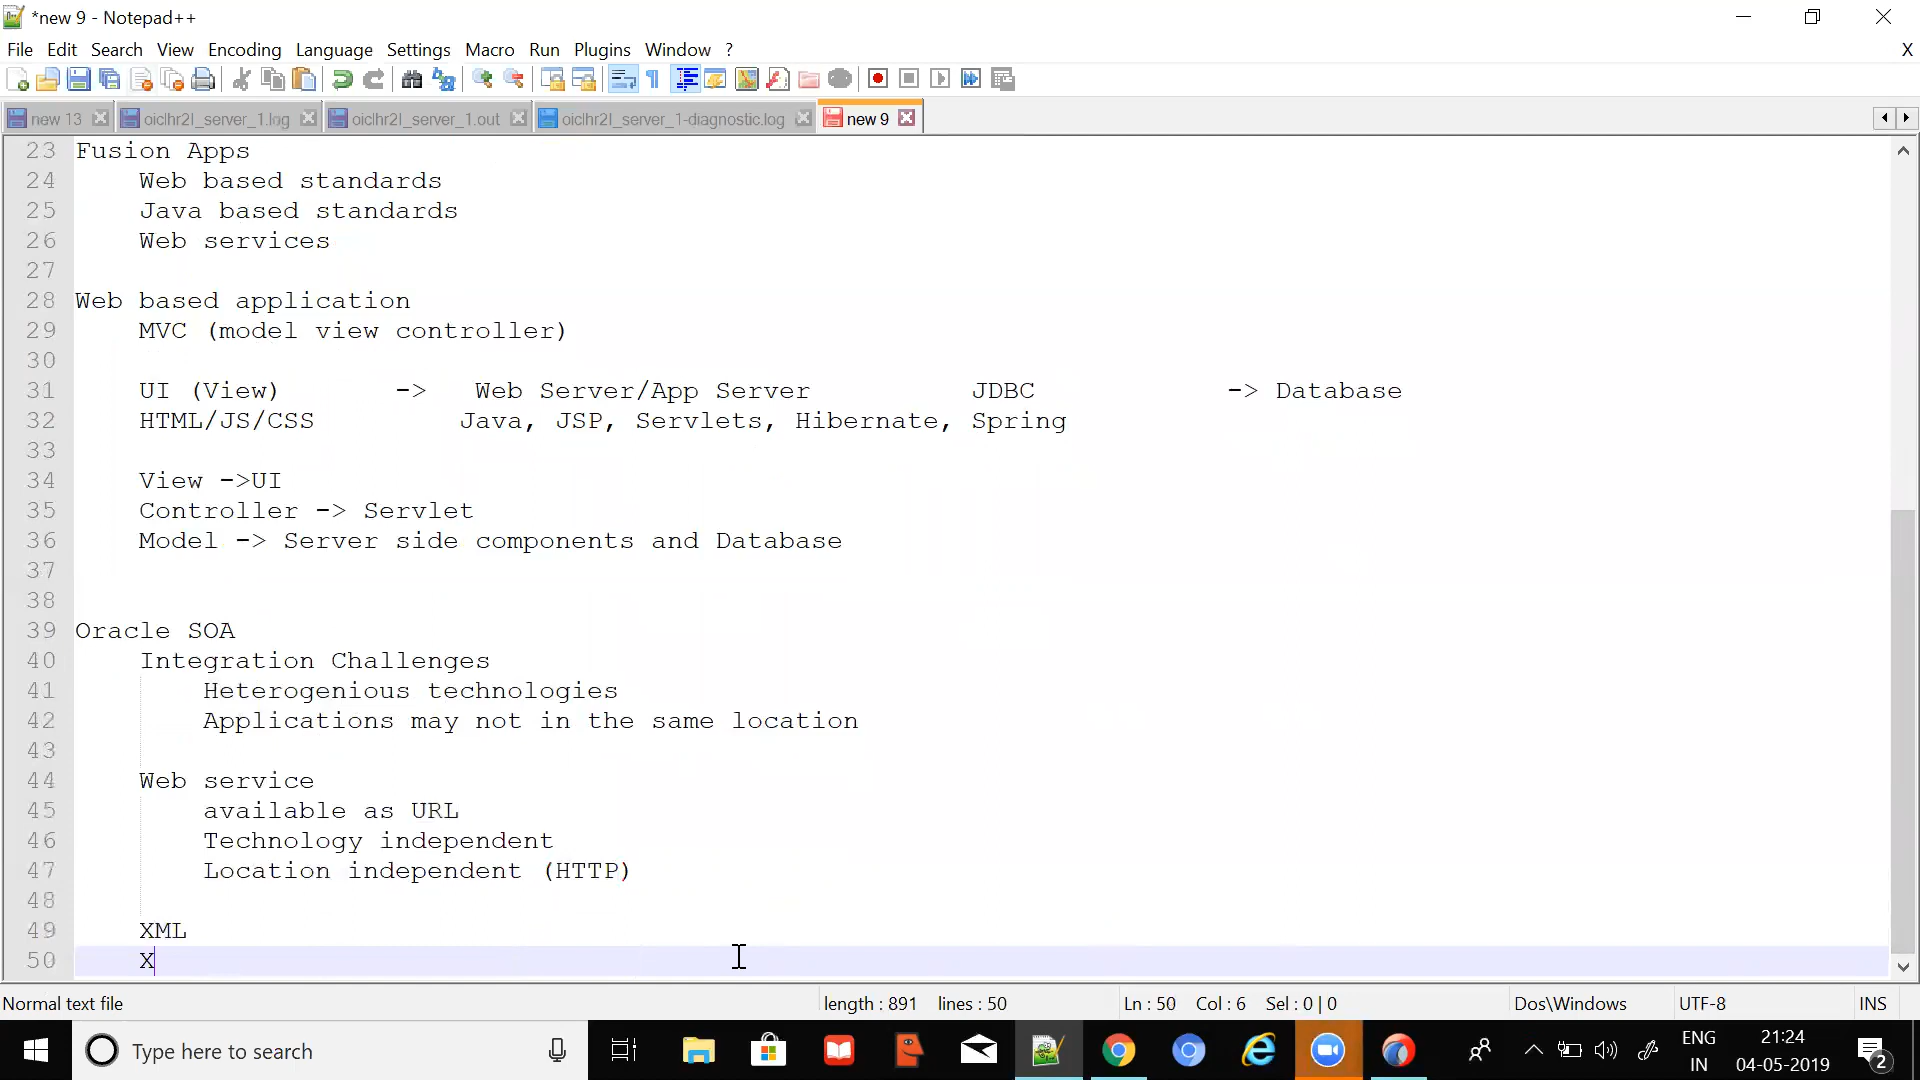 *new 9 - Notepad++
File Edit Search View Encoding Language Settings Macro Run Plugins Window ? X
new 13 oiclhr2l_server_1.log oiclhr2l_server_1.out oiclhr2l_server_1-diagnostic.log new 9
23 Fusion Apps
24 Web based standards
25 Java based standards
26 Web services
27
28 Web based application
29 MVC (model view controller)
30
31 UI (View) -> Web Server/App Server JDBC -> Database
32 HTML/JS/CSS Java, JSP, Servlets, Hibernate, Spring
33
34 View ->UI
35 Controller -> Servlet
36 Model -> Server side components and Database
37
38
39 Oracle SOA
40 Integration Challenges
41 Heterogenious technologies
42 Applications may not in the same location
43
44 Web service
45 available as URL
46 Technology independent
47 Location independent (HTTP)
48
49 XML
50 X
Normal text file length : 891 lines : 50 Ln : 50 Col : 6 Sel : 0 | 0 Dos\Windows UTF-8 INS
Type here to search ENG 21:24
IN 04-05-2019 2